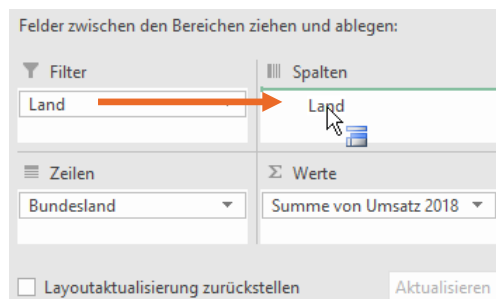 Felder zwischen den Bereichen ziehen und ablegen:
Filter
Spalten
Land
Land
Zeilen
Σ Werte
Bundesland
Summe von Umsatz 2018
Layoutaktualisierung zurückstellen
Aktualisieren